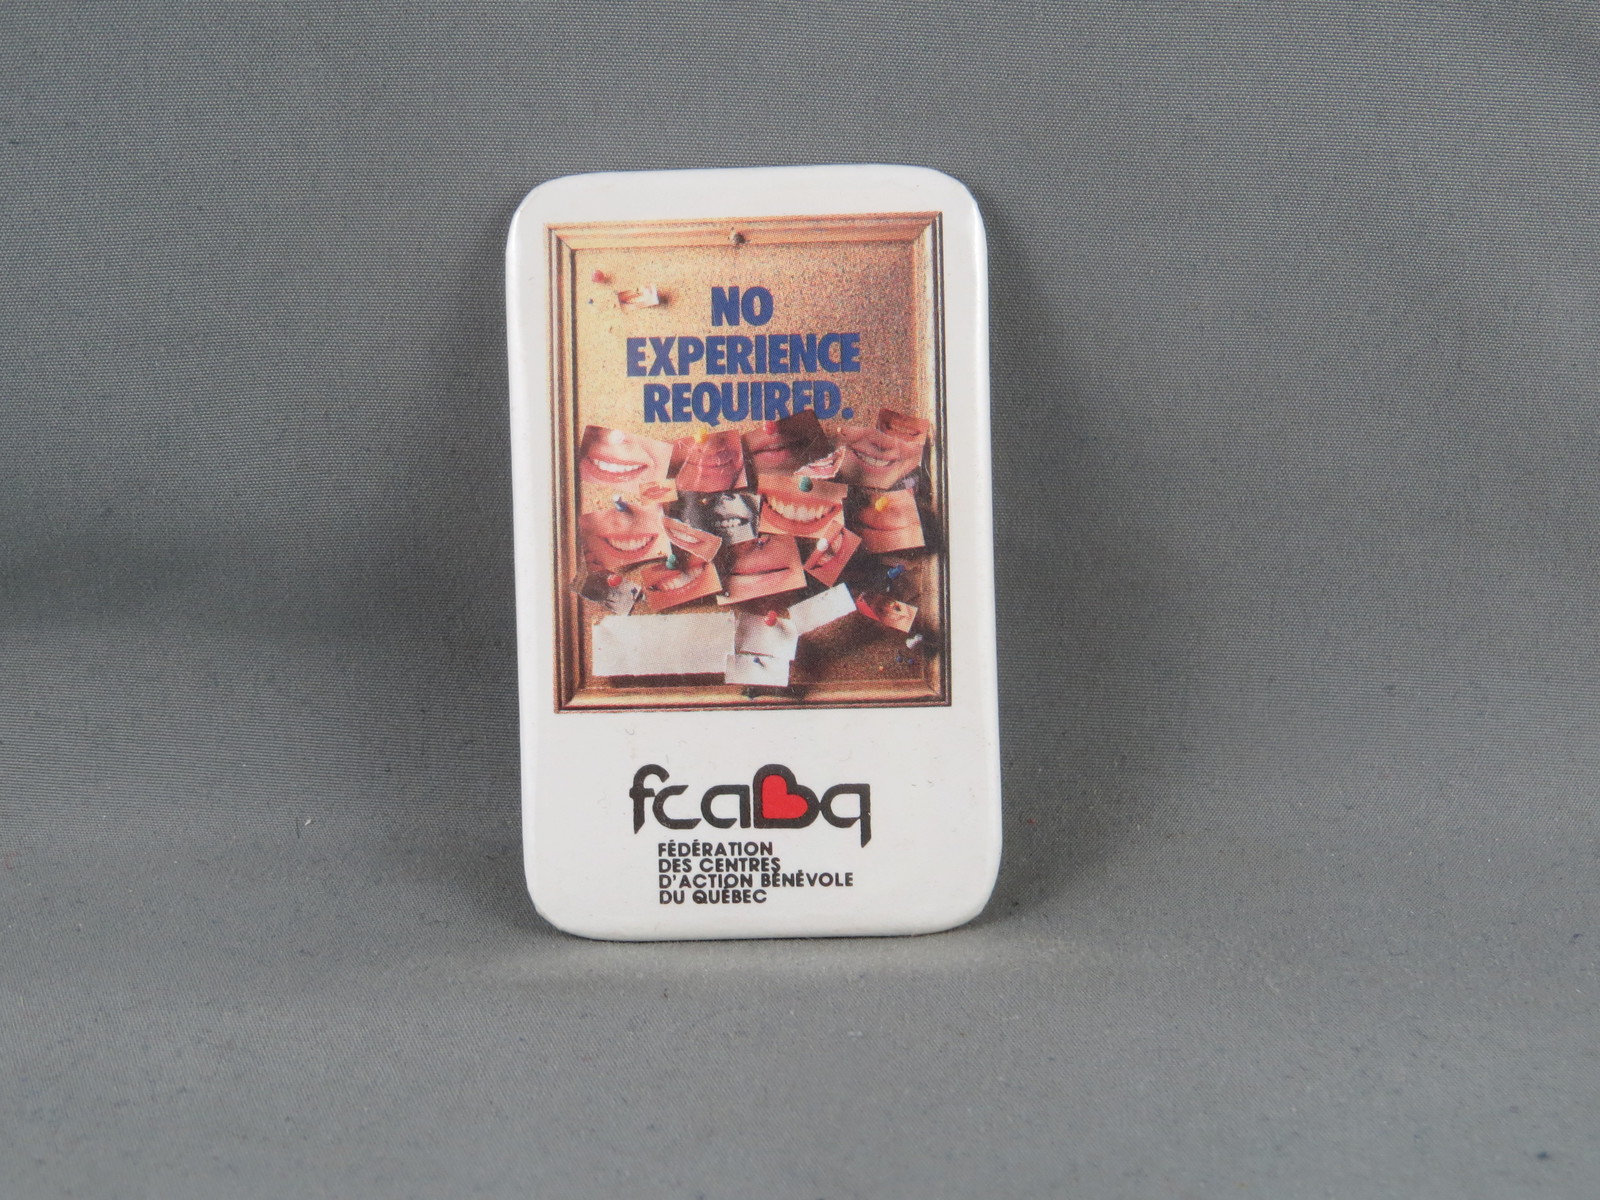 NO
EXPERIENCE
REQUIRED.
fcaBq
FÉDÉRATION
DES CENTRES
D'ACTION BÉNÉVOLE
DU QUÉBEC